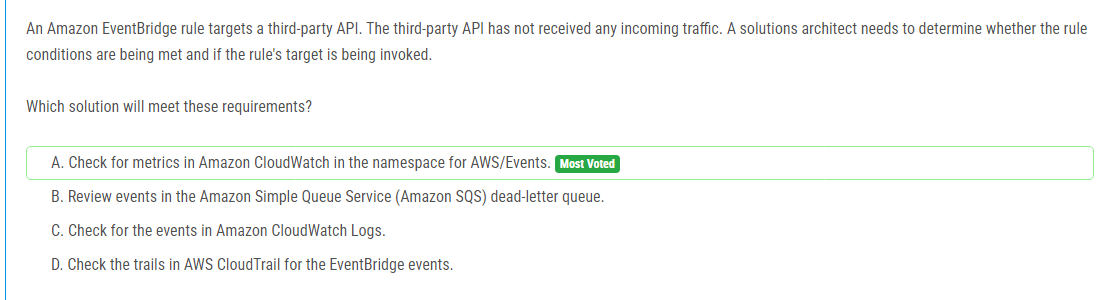 An Amazon EventBridge rule targets a third-party API. The third-party API has not received any incoming traffic. A solutions architect needs to determine whether the rule
conditions are being met and if the rule's target is being invoked.
Which solution will meet these requirements?
A. Check for metrics in Amazon CloudWatch in the namespace for AWS/Events. Most Voted
B. Review events in the Amazon Simple Queue Service (Amazon SQS) dead-letter queue.
C. Check for the events in Amazon CloudWatch Logs.
D. Check the trails in AWS CloudTrail for the EventBridge events.